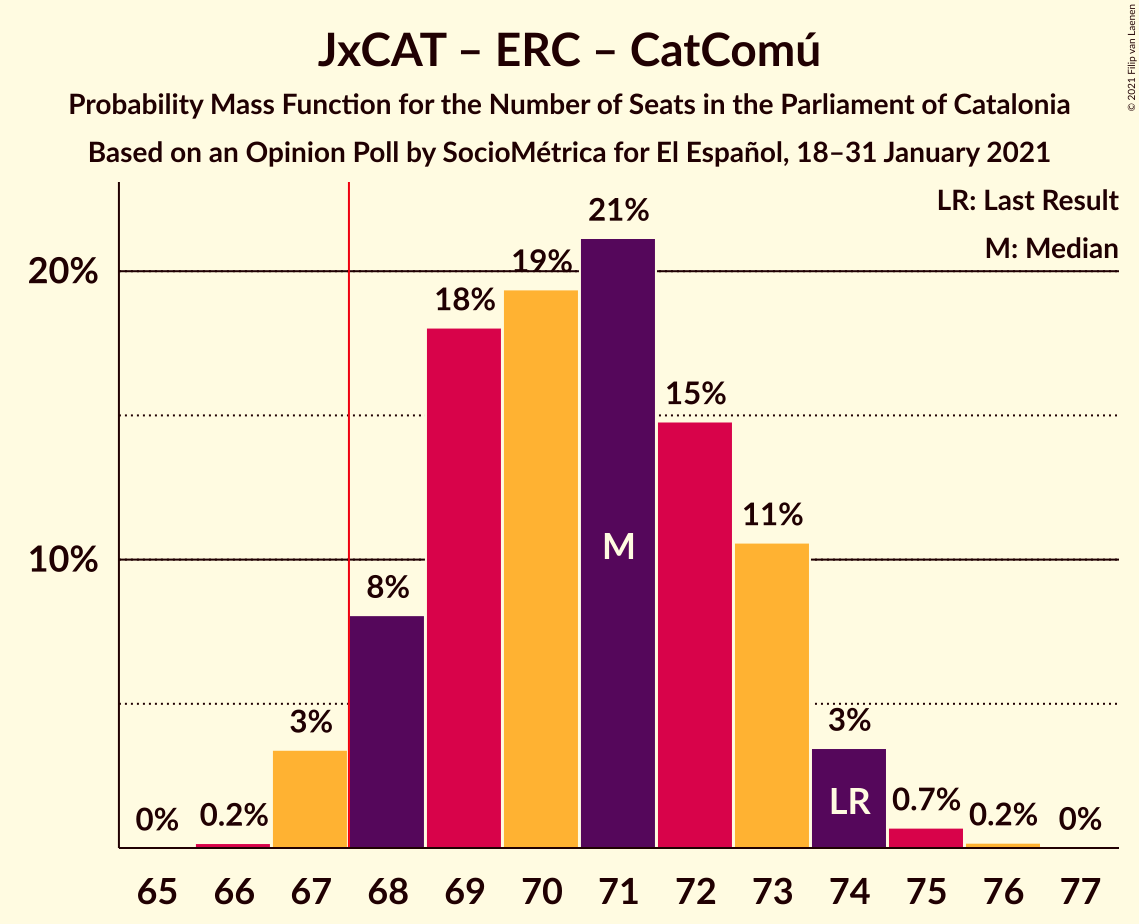 JxCAT – ERC – CatComú
Probability Mass Function for the Number of Seats in the Parliament of Catalonia
Based on an Opinion Poll by SocioMétrica for El Español, 18–31 January 2021
© 2021 Filip van Laenen
LR: Last Result
M: Median
20%
10%
0%
0.2%
3%
8%
18%
19%
21%
15%
11%
3%
0.7%
0.2%
0%
M
LR
65 66 67 68 69 70 71 72 73 74 75 76 77